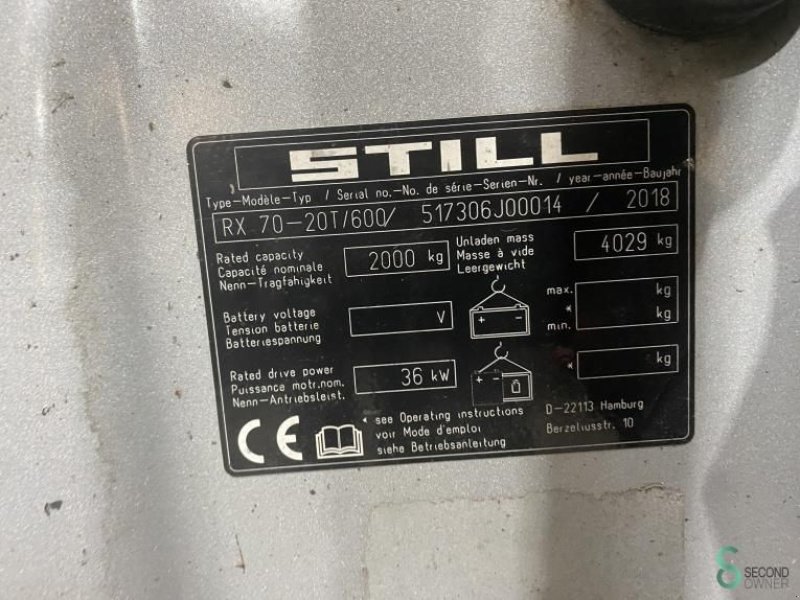 STILL
Type-Modèle-Typ / Serial no.-No. de série-Serien-Nr. / year-année-Baujahr
RX 70-20T/600/ 517306J00014 / 2018
Rated capacity
Capacité nominale
Nenn-Tragfähigkeit
2000 kg
Unladen mass
Masse à vide
Leergewicht
4029 kg
Battery voltage
Tension batterie
Batteriespannung
V
+ -
max. kg
*
min. kg
Rated drive power
Puissance motr.nom.
Nenn-Antriebsleist.
36 kW
+ -
* kg
CE
* see Operating instructions
voir Mode d'emploi
siehe Betriebsanleitung
D-22113 Hamburg
Berzeliusstr. 10
SECOND
OWNER